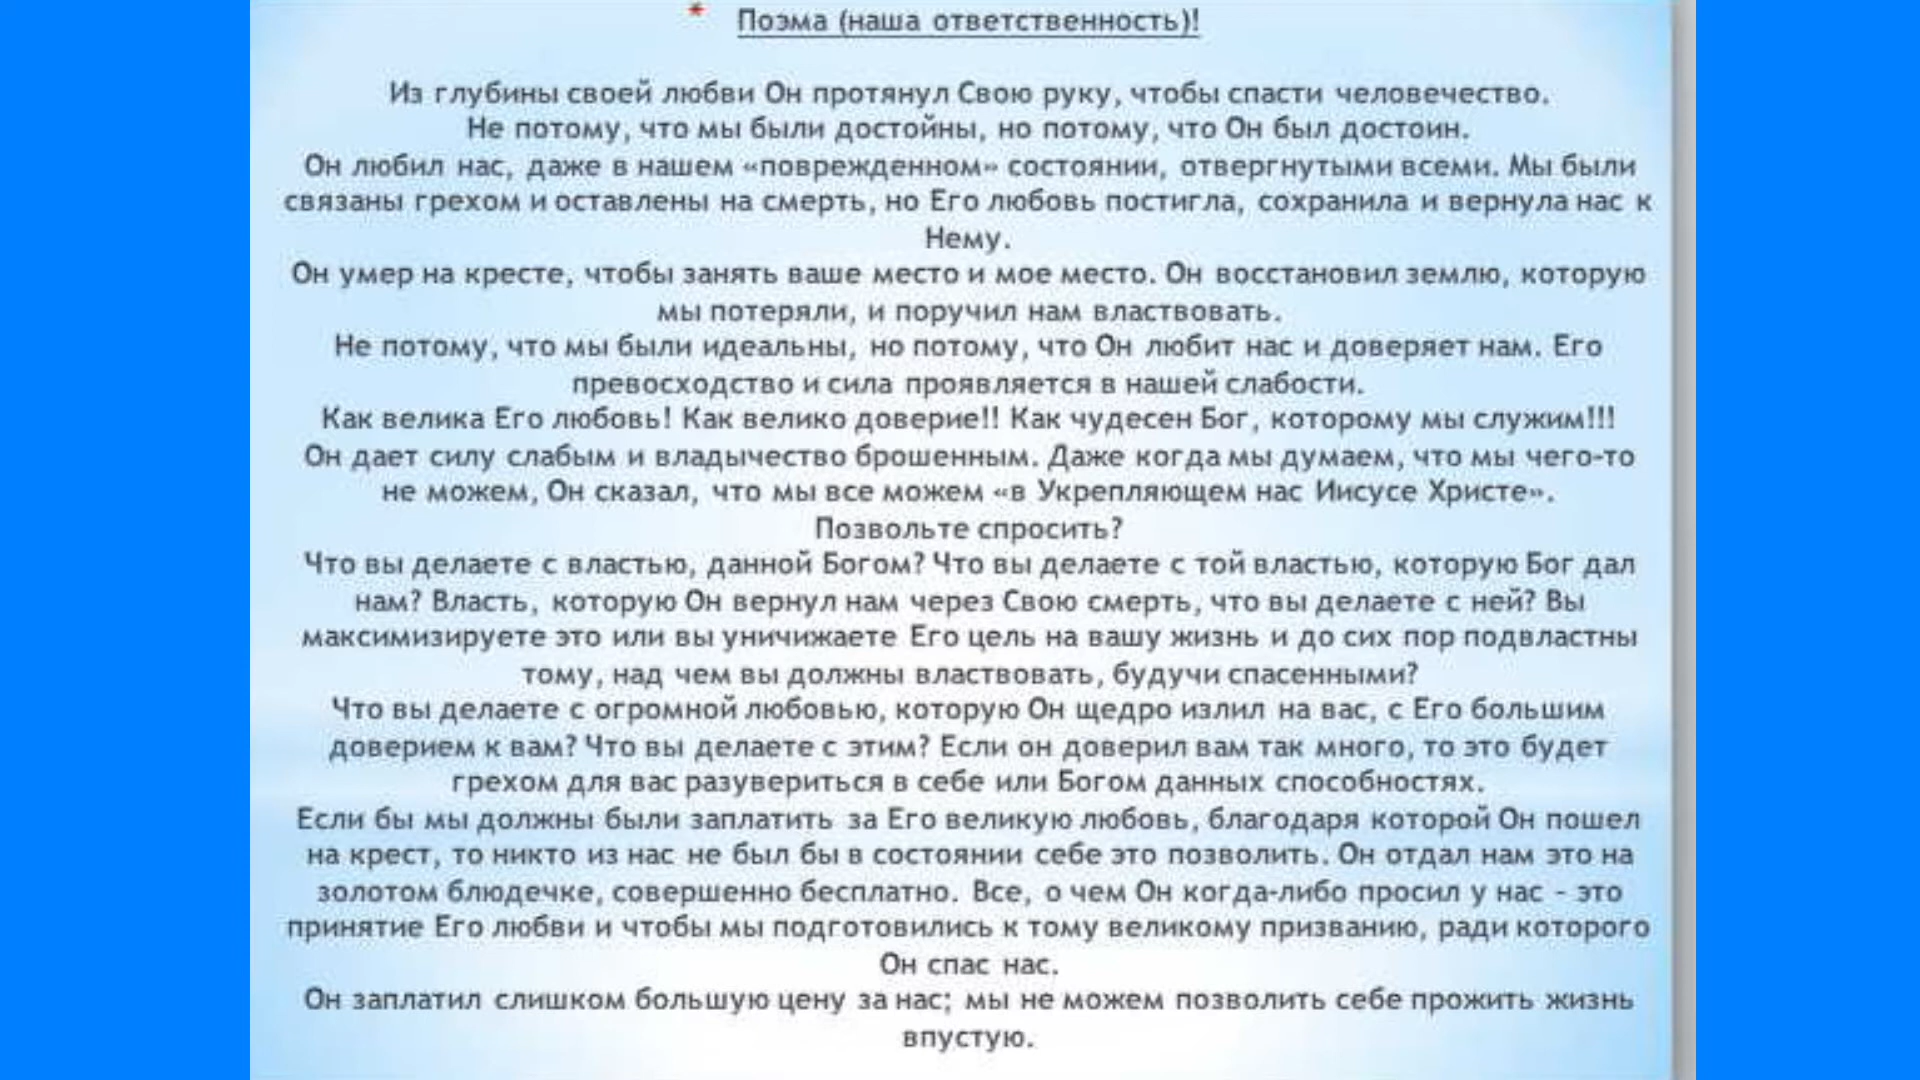 * Поэма (наша ответственность)!
Из глубины своей любви Он протянул Свою руку, чтобы спасти человечество.
Не потому, что мы были достойны, но потому, что Он был достоин.
Он любил нас, даже в нашем «поврежденном» состоянии, отвергнутыми всеми. Мы были
связаны грехом и оставлены на смерть, но Его любовь постигла, сохранила и вернула нас к
Нему.
Он умер на кресте, чтобы занять ваше место и мое место. Он восстановил землю, которую
мы потеряли, и поручил нам властвовать.
Не потому, что мы были идеальны, но потому, что Он любит нас и доверяет нам. Его
превосходство и сила проявляется в нашей слабости.
Как велика Его любовь! Как велико доверие!! Как чудесен Бог, которому мы служим!!!
Он дает силу слабым и владычество брошенным. Даже когда мы думаем, что мы чего-то
не можем, Он сказал, что мы все можем «в Укрепляющем нас Иисусе Христе».
Позвольте спросить?
Что вы делаете с властью, данной Богом? Что вы делаете с той властью, которую Бог дал
нам? Власть, которую Он вернул нам через Свою смерть, что вы делаете с ней? Вы
максимизируете это или вы уничижаете Его цель на вашу жизнь и до сих пор подвластны
тому, над чем вы должны властвовать, будучи спасенными?
Что вы делаете с огромной любовью, которую Он щедро излил на вас, с Его большим
доверием к вам? Что вы делаете с этим? Если он доверил вам так много, то это будет
грехом для вас разувериться в себе или Богом данных способностях.
Если бы мы должны были заплатить за Его великую любовь, благодаря которой Он пошел
на крест, то никто из нас не был бы в состоянии себе это позволить. Он отдал нам это на
золотом блюдечке, совершенно бесплатно. Все, о чем Он когда-либо просил у нас – это
принятие Его любви и чтобы мы подготовились к тому великому призванию, ради которого
Он спас нас.
Он заплатил слишком большую цену за нас; мы не можем позволить себе прожить жизнь
впустую.